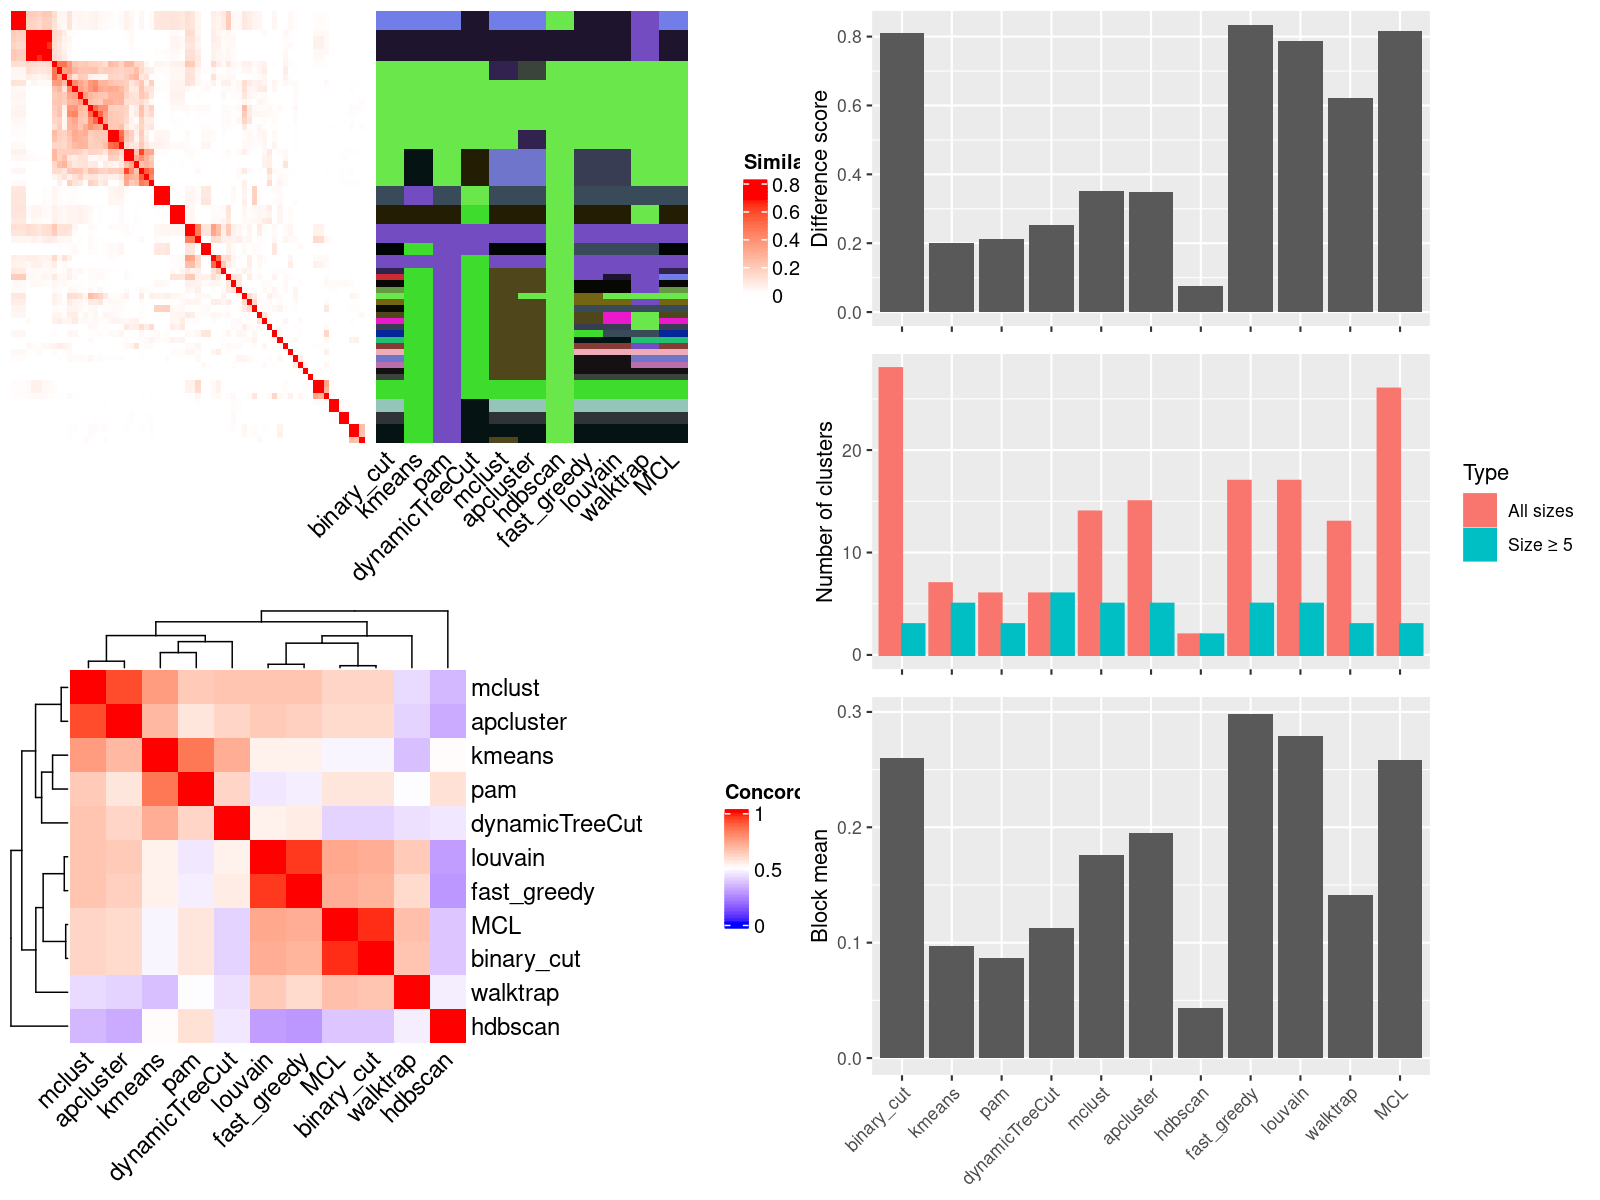 Simila
0.8
0.6
0.4
0.2
0
binary_cut
kmeans
pam
dynamicTreeCut
mclust
apcluster
hdbscan
fast_greedy
louvain
walktrap
MCL
mclust
apcluster
kmeans
pam
dynamicTreeCut
louvain
fast_greedy
MCL
binary_cut
walktrap
hdbscan
mclust
apcluster
kmeans
pam
dynamicTreeCut
louvain
fast_greedy
MCL
binary_cut
walktrap
hdbscan
Concord
1
0.5
0
Difference score
0.8
0.6
0.4
0.2
0.0
Number of clusters
20
10
0
Type
All sizes
Size ≥ 5
Block mean
0.3
0.2
0.1
0.0
binary_cut
kmeans
pam
dynamicTreeCut
mclust
apcluster
hdbscan
fast_greedy
louvain
walktrap
MCL